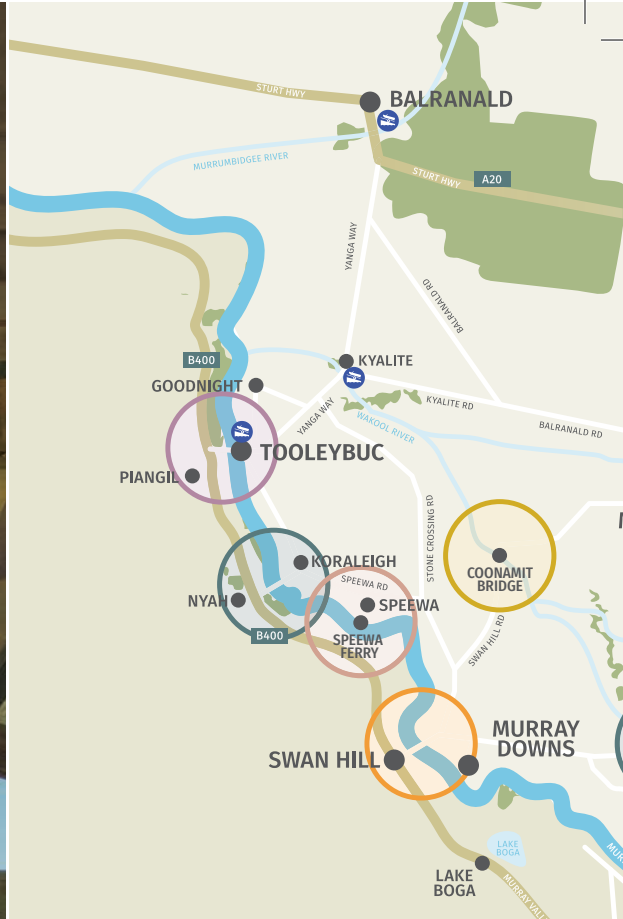 BALRANALD
STURT HWY
MURRUMBIDGEE RIVER
STURT HWY
A20
YANGA WAY
BALRANALD RD
B400
KYALITE
GOODNIGHT
KYALITE RD
YANGA WAY
WAKOOL RIVER
BALRANALD RD
TOOLEYBUC
PIANGIL
STONE CROSSING RD
KORALEIGH
COONAMIT
BRIDGE
SPEEWA RD
NYAH
SPEEWA
B400
SPEEWA
FERRY
SWAN HILL RD
MURRAY
DOWNS
SWAN HILL
LAKE
BOGA
LAKE
BOGA